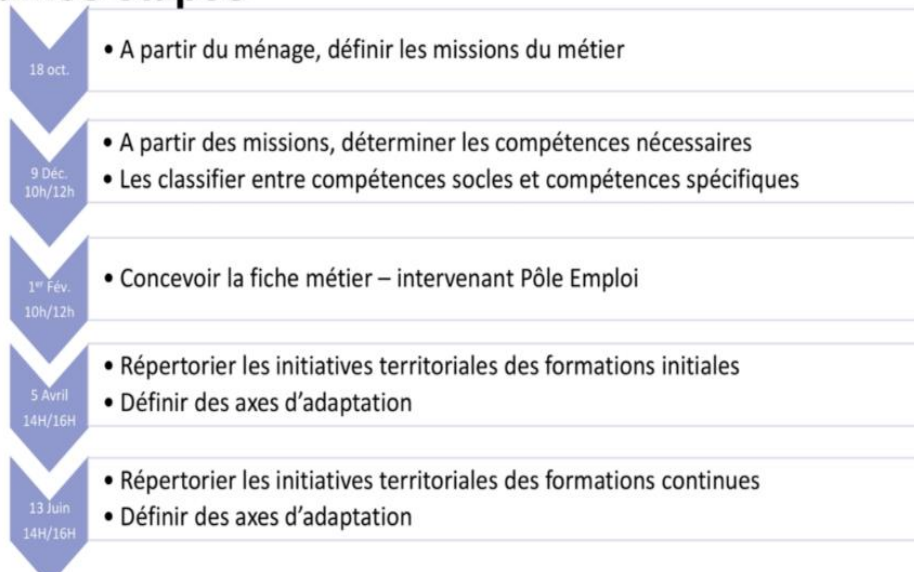 18 oct.
• A partir du ménage, définir les missions du métier
9 Déc.
10h/12h
• A partir des missions, déterminer les compétences nécessaires
• Les classifier entre compétences socles et compétences spécifiques
1er Fév.
10h/12h
• Concevoir la fiche métier – intervenant Pôle Emploi
5 Avril
14H/16H
• Répertorier les initiatives territoriales des formations initiales
• Définir des axes d’adaptation
13 Juin
14H/16H
• Répertorier les initiatives territoriales des formations continues
• Définir des axes d’adaptation